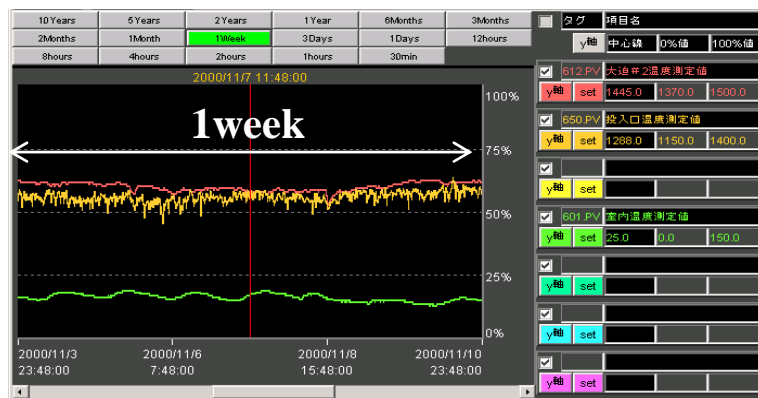 10Years 5Years 2Years 1Year 6Months 3Months
2Months 1Month 1Week 3Days 1Days 12hours
8hours 4hours 2hours 1hours 30min
2000/11/7 11:48:00
1week
100%
75%
50%
25%
0%
2000/11/3 2000/11/6 2000/11/8 2000/11/10
23:48:00 7:48:00 15:48:00 23:48:00
タグ 項目名
y軸 中心線 0%値 100%値
612.PV 大迫#2温度測定値
y軸 set 1445.0 1370.0 1500.0
650.PV 投入口温度測定値
y軸 set 1288.0 1150.0 1400.0
y軸 set
601.PV 室内温度測定値
y軸 set 25.0 0.0 150.0
y軸 set
y軸 set
y軸 set